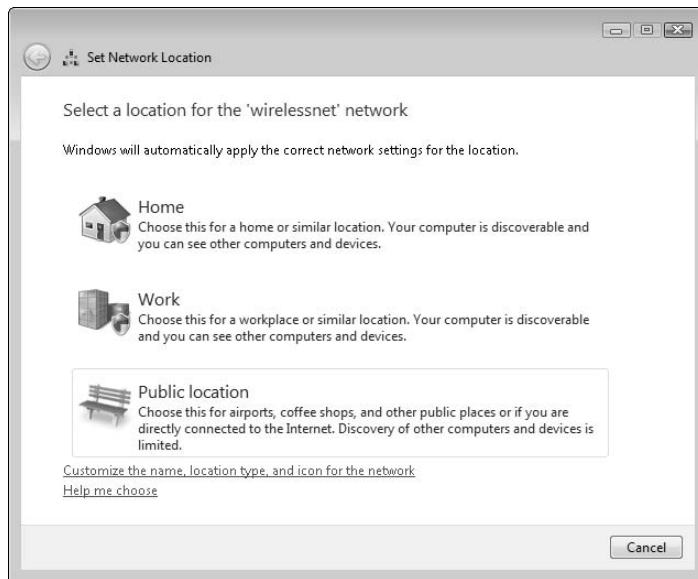 Set Network Location
Select a location for the 'wirelessnet' network
Windows will automatically apply the correct network settings for the location.
Home
Choose this for a home or similar location. Your computer is discoverable and
you can see other computers and devices.
Work
Choose this for a workplace or similar location. Your computer is discoverable
and you can see other computers and devices.
Public location
Choose this for airports, coffee shops, and other public places or if you are
directly connected to the Internet. Discovery of other computers and devices is
limited.
Customize the name, location type, and icon for the network
Help me choose
Cancel